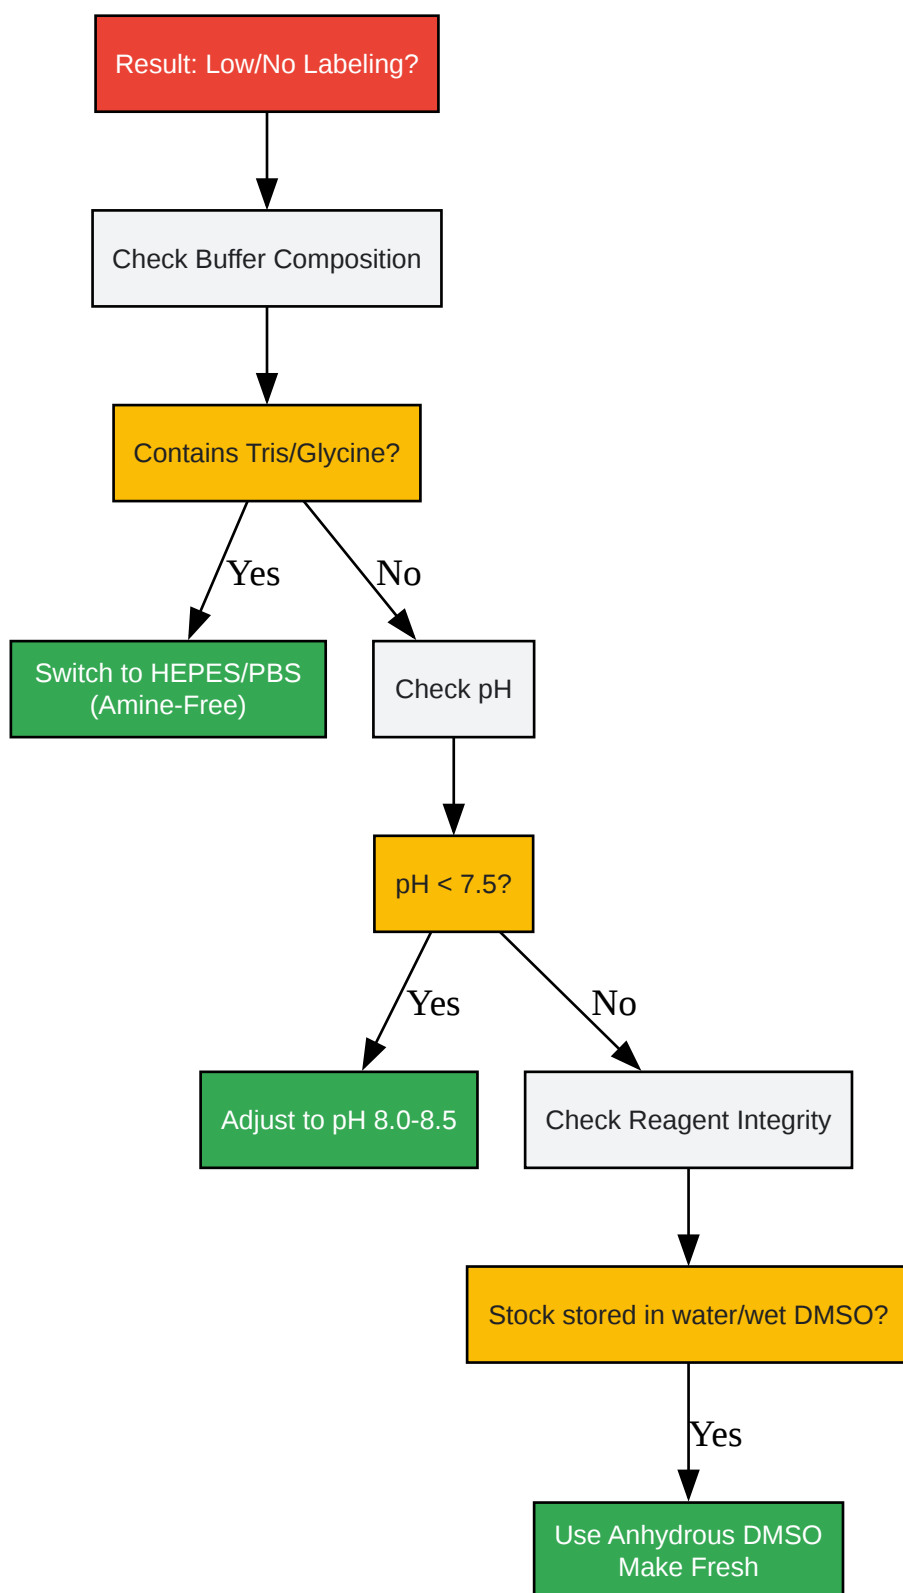 Result: Low/No Labeling?
Check Buffer Composition
Contains Tris/Glycine?
Yes
No
Switch to HEPES/PBS
(Amine-Free)
Check pH
pH < 7.5?
Yes
No
Adjust to pH 8.0-8.5
Check Reagent Integrity
Stock stored in water/wet DMSO?
Yes
Use Anhydrous DMSO
Make Fresh